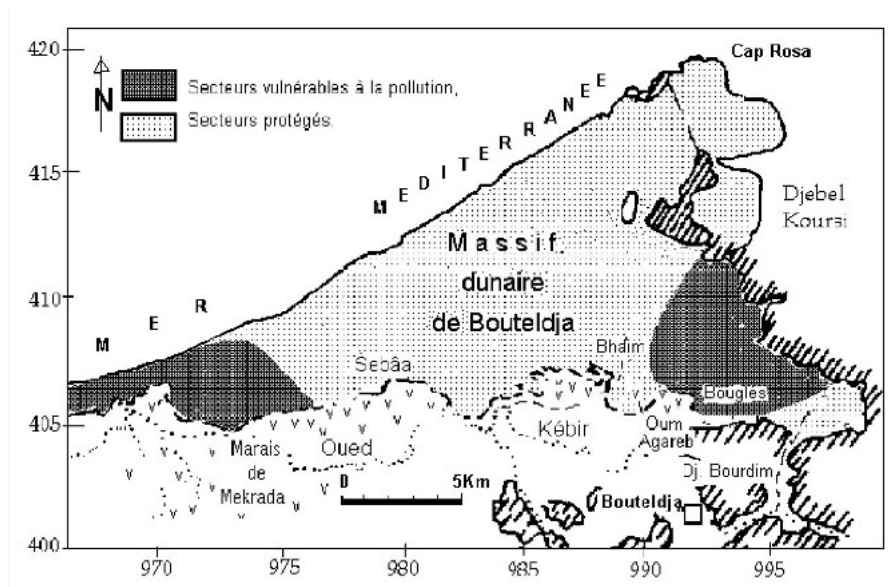 420
415
410
405
400
N
Secteurs vulnérables à la pollution,
Secteurs protégés.
Cap Rosa
MER MEDITERRANEE
Djebel
Koursi
Massif
dunaire
de Bouteldja
Bhaim
Sebâa
Bougles
Marais
de
Mekrada
Oued
Kébir
Oum
Agareb
Dj. Bourdim
0 5Km
Bouteldja
970 975 980 985 990 995